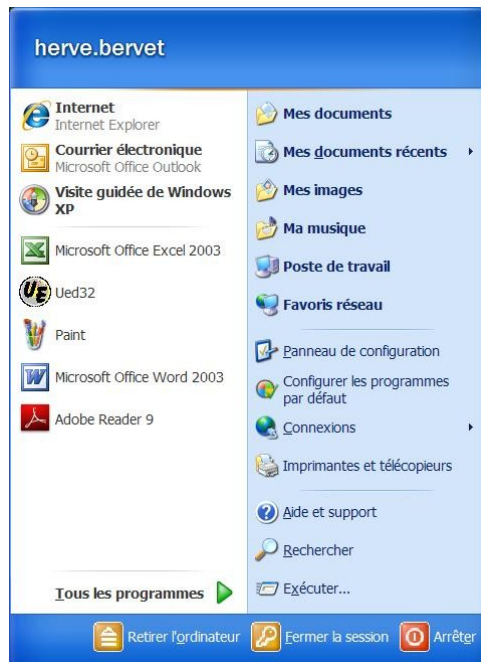 herve.bervet
Internet
Internet Explorer
Courrier électronique
Microsoft Office Outlook
Visite guidée de Windows
XP
Microsoft Office Excel 2003
Ued32
Paint
Microsoft Office Word 2003
Adobe Reader 9
Tous les programmes
Mes documents
Mes documents récents
Mes images
Ma musique
Poste de travail
Favoris réseau
Panneau de configuration
Configurer les programmes
par défaut
Connexions
Imprimantes et télécopieurs
Aide et support
Rechercher
Exécuter...
Retirer l'ordinateur
Fermer la session
Arrêter